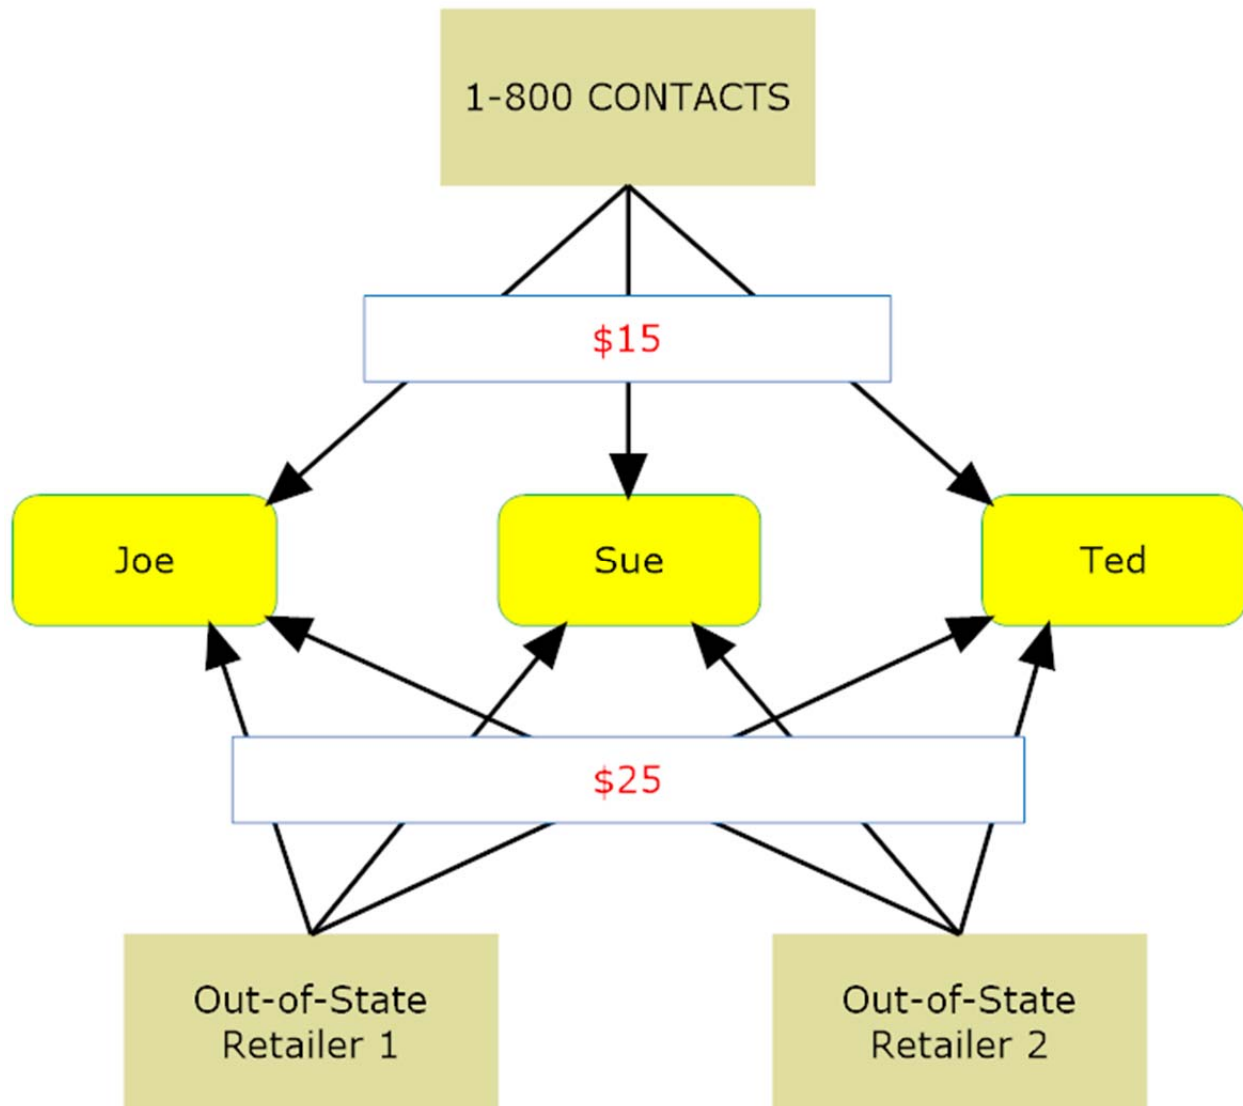 1-800 CONTACTS
$15
Joe
Sue
Ted
$25
Out-of-State
Retailer 1
Out-of-State
Retailer 2